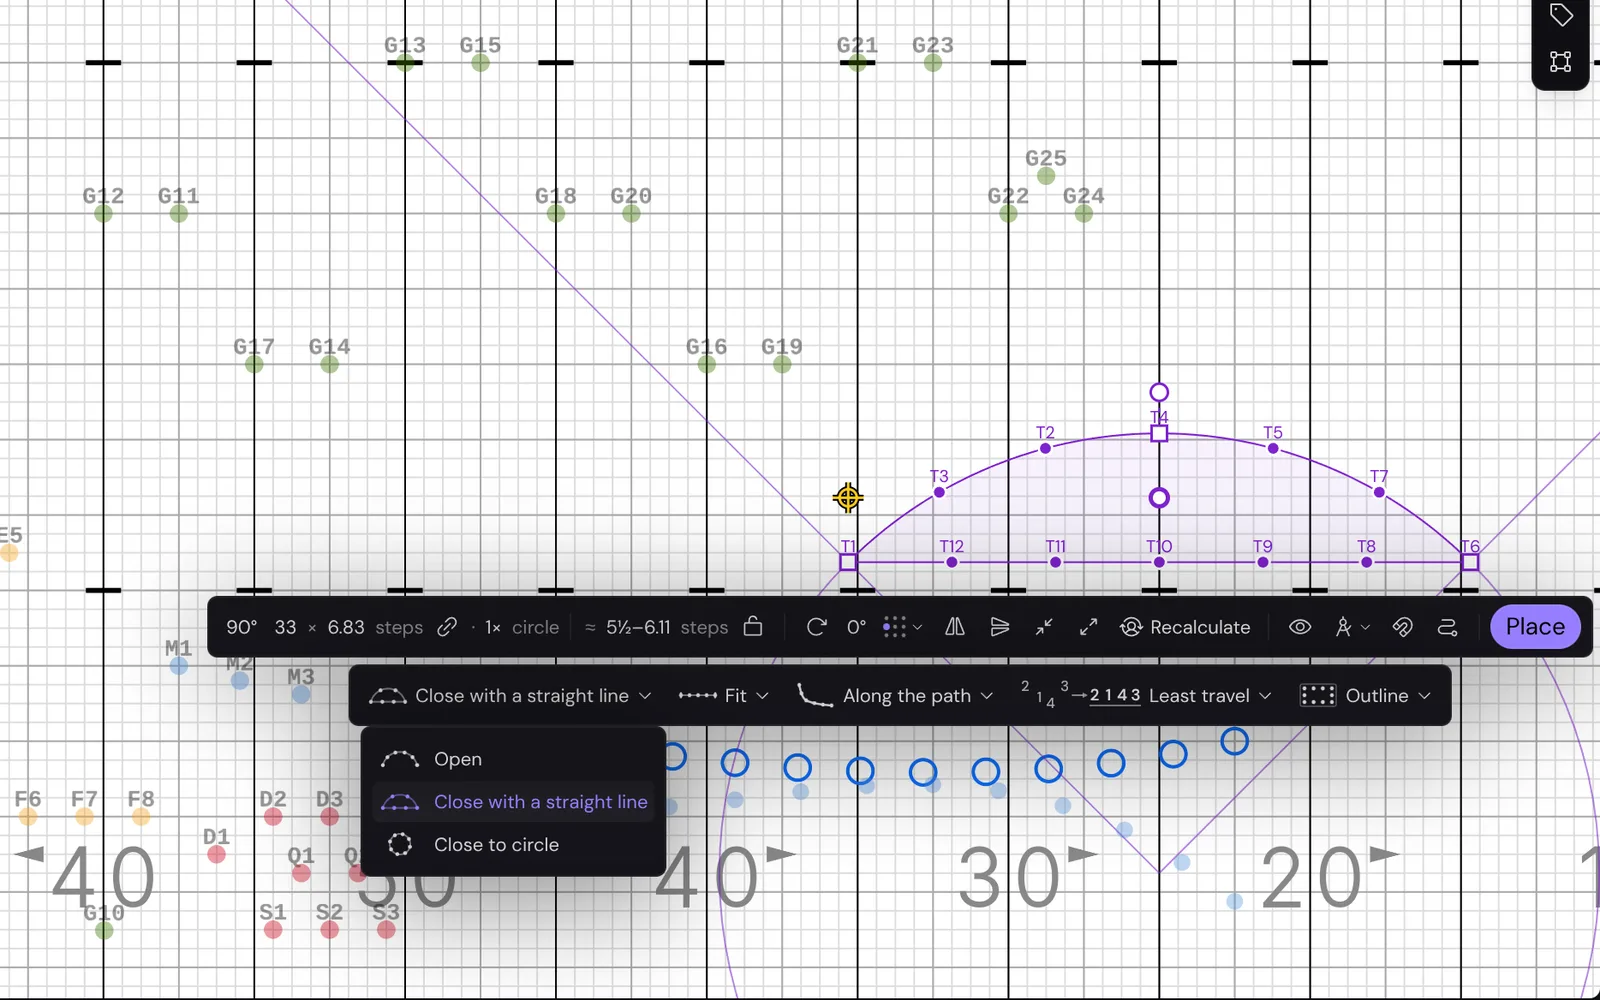 G13 G15 G21 G23
G25
G12 G11 G18 G20 G22 G24
G17 G14 G16 G19
T4
T2 T5
T3 T7
E5
T1 T12 T11 T10 T9 T8 T6
90° 33 × 6.83 steps · 1× circle ≈ 5½–6.11 steps 0° Recalculate Place
M1
M2
M3
Close with a straight line Fit Along the path 2 1 4 3 → 2143 Least travel Outline
Open
Close with a straight line
Close to circle
F6 F7 F8 D2 D3
D1
Q1
40 50 40 30 20 1
G10 S1 S2 S3